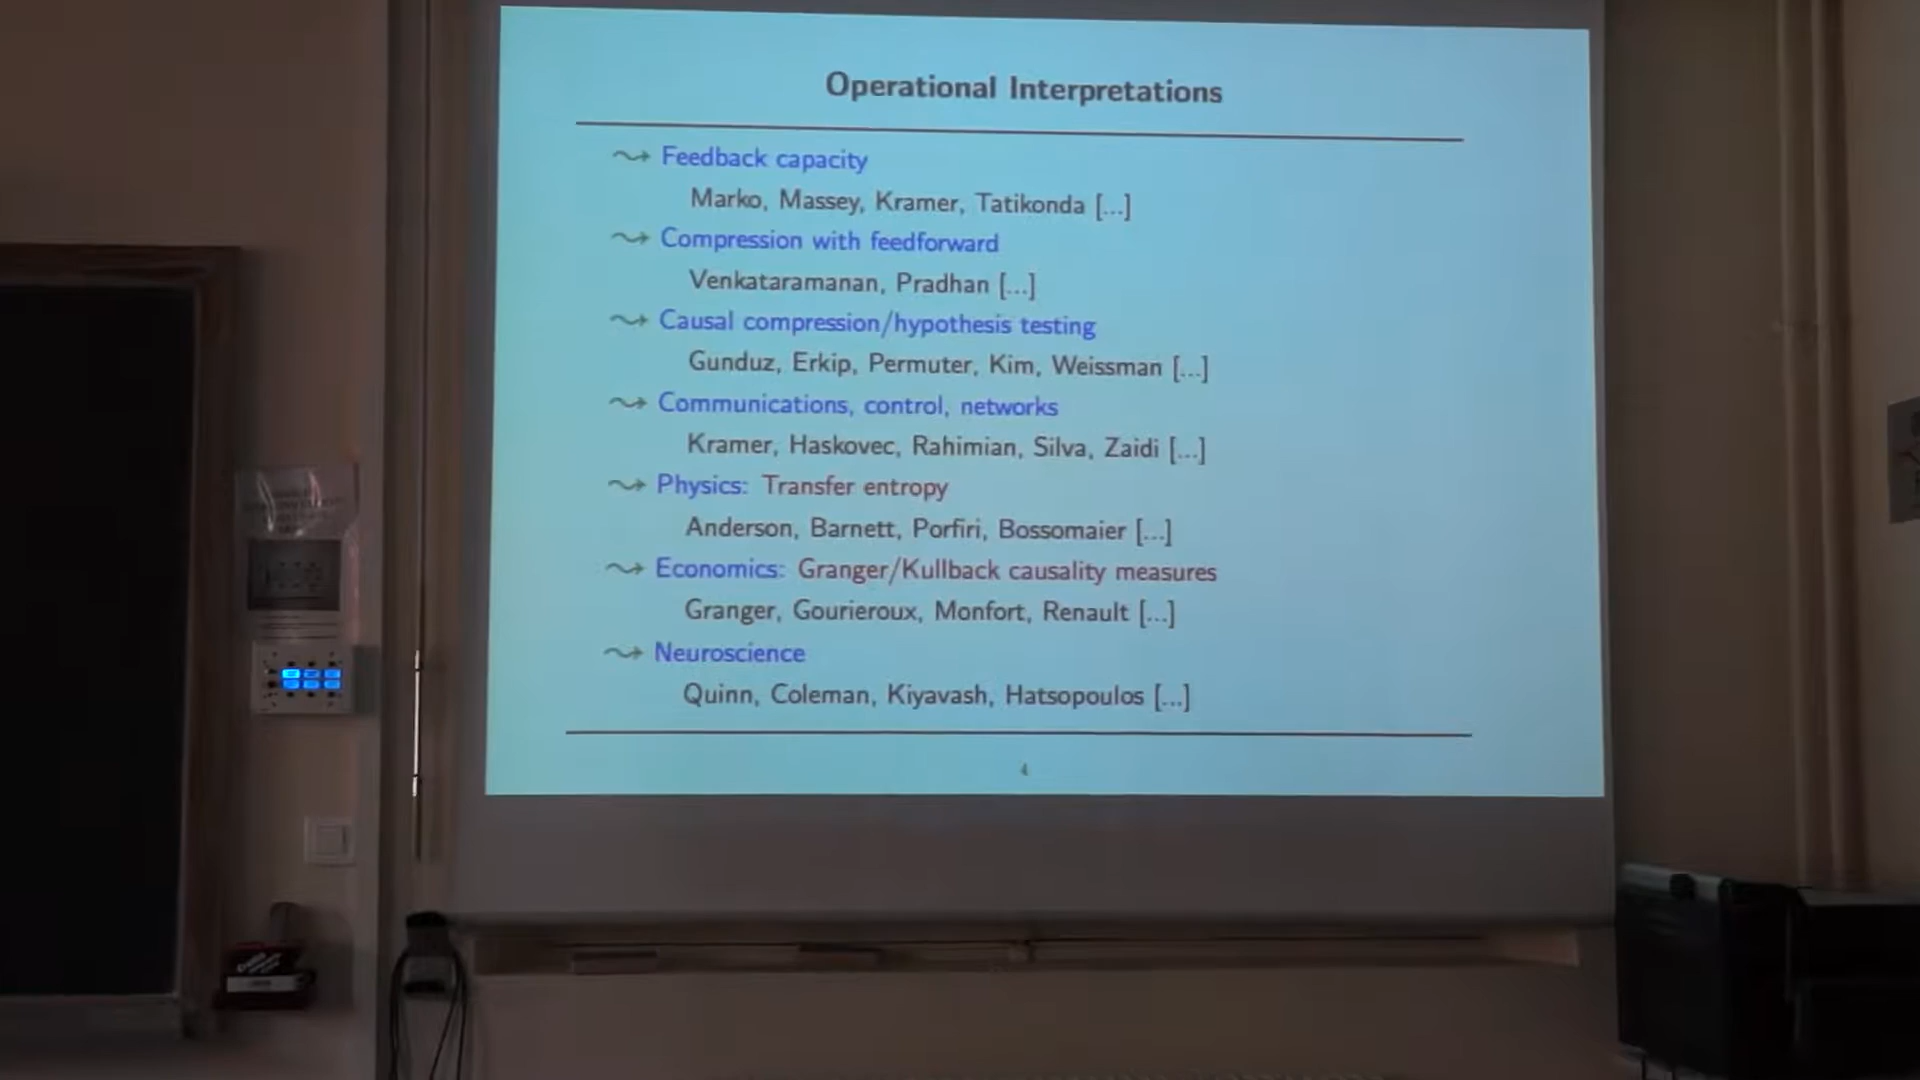 Operational Interpretations
Feedback capacity
Marko, Massey, Kramer, Tatikonda [...]
Compression with feedforward
Venkataramanan, Pradhan [...]
Causal compression/hypothesis testing
Gunduz, Erkip, Permuter, Kim, Weissman [...]
Communications, control, networks
Kramer, Haskovec, Rahimian, Silva, Zaidi [...]
Physics: Transfer entropy
Anderson, Barnett, Porfiri, Bossomaier [...]
Economics: Granger/Kullback causality measures
Granger, Gourieroux, Monfort, Renault [...]
Neuroscience
Quinn, Coleman, Kiyavash, Hatsopoulos [...]
4